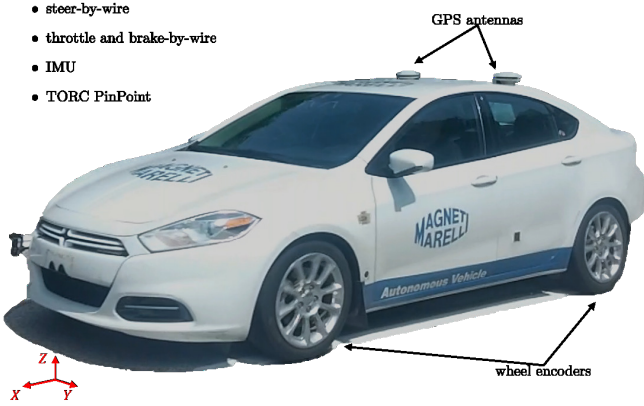 • steer-by-wire
• throttle and brake-by-wire
• IMU
• TORC PinPoint
GPS antennas
MAGNETI
MARELLI
MAGNETI
MARELLI
Autonomous Vehicle
wheel encoders
Z
X
Y